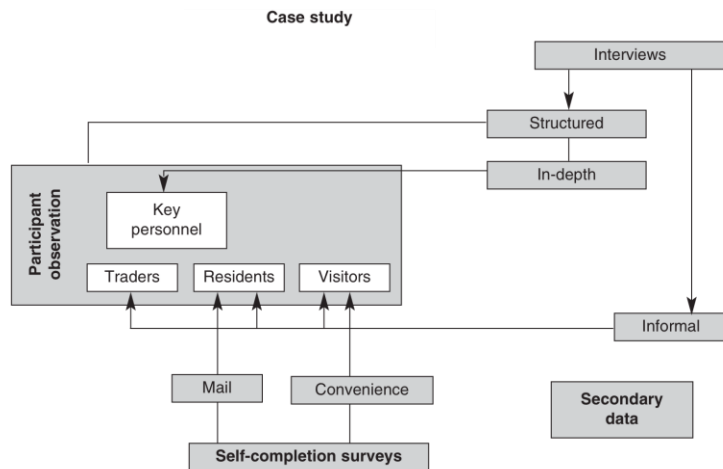 Case study
Interviews
Structured
In-depth
Participant
observation
Key
personnel
Traders
Residents
Visitors
Informal
Mail
Convenience
Secondary
data
Self-completion surveys